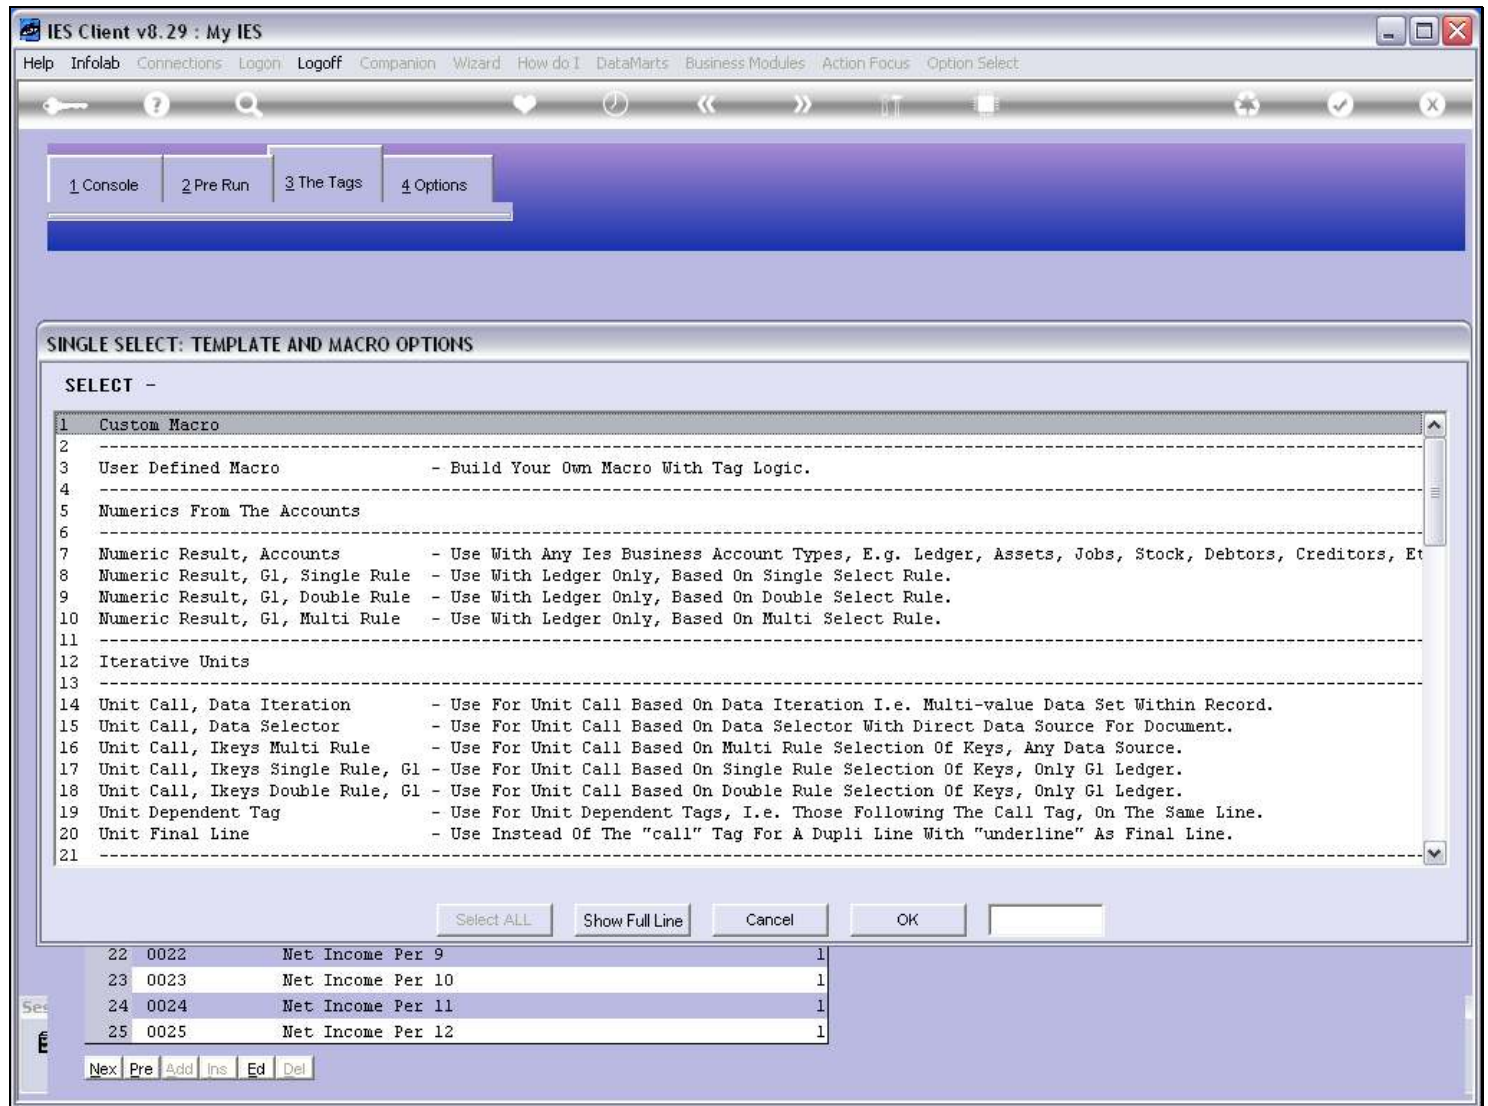 IES Client v8.29 : My IES
Help Infolab Connections Logon Logoff Companion Wizard How do I DataMarts Business Modules Action Focus Option Select
1 Console 2 Pre Run 3 The Tags 4 Options
SINGLE SELECT: TEMPLATE AND MACRO OPTIONS
SELECT -
1 Custom Macro
2 ----------------------------------------
3 User Defined Macro - Build Your Own Macro With Tag Logic.
4 ----------------------------------------
5 Numerics From The Accounts
6 ----------------------------------------
7 Numeric Result, Accounts - Use With Any Ies Business Account Types, E.g. Ledger, Assets, Jobs, Stock, Debtors, Creditors, Et
8 Numeric Result, Gl, Single Rule - Use With Ledger Only, Based On Single Select Rule.
9 Numeric Result, Gl, Double Rule - Use With Ledger Only, Based On Double Select Rule.
10 Numeric Result, Gl, Multi Rule - Use With Ledger Only, Based On Multi Select Rule.
11 ----------------------------------------
12 Iterative Units
13 ----------------------------------------
14 Unit Call, Data Iteration - Use For Unit Call Based On Data Iteration I.e. Multi-value Data Set Within Record.
15 Unit Call, Data Selector - Use For Unit Call Based On Data Selector With Direct Data Source For Document.
16 Unit Call, Ikeys Multi Rule - Use For Unit Call Based On Multi Rule Selection Of Keys, Any Data Source.
17 Unit Call, Ikeys Single Rule, Gl - Use For Unit Call Based On Single Rule Selection Of Keys, Only Gl Ledger.
18 Unit Call, Ikeys Double Rule, Gl - Use For Unit Call Based On Double Rule Selection Of Keys, Only Gl Ledger.
19 Unit Dependent Tag - Use For Unit Dependent Tags, I.e. Those Following The Call Tag, On The Same Line.
20 Unit Final Line - Use Instead Of The "call" Tag For A Dupli Line With "underline" As Final Line.
21 ----------------------------------------
Select ALL Show Full Line Cancel OK
22 0022 Net Income Per 9 1
23 0023 Net Income Per 10 1
Ses 24 0024 Net Income Per 11 1
25 0025 Net Income Per 12 1
Nex Pre Add Ins Ed Del